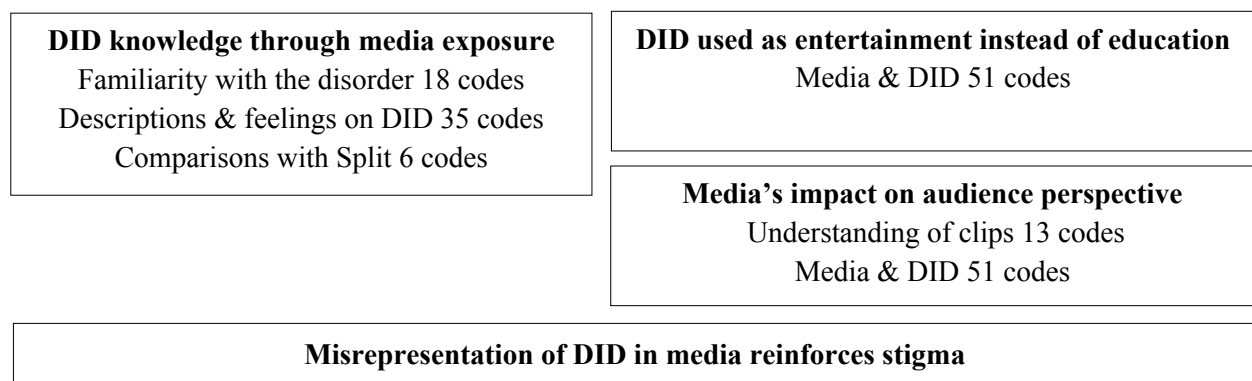 DID knowledge through media exposure
Familiarity with the disorder 18 codes
Descriptions & feelings on DID 35 codes
Comparisons with Split 6 codes
DID used as entertainment instead of education
Media & DID 51 codes
Media’s impact on audience perspective
Understanding of clips 13 codes
Media & DID 51 codes
Misrepresentation of DID in media reinforces stigma